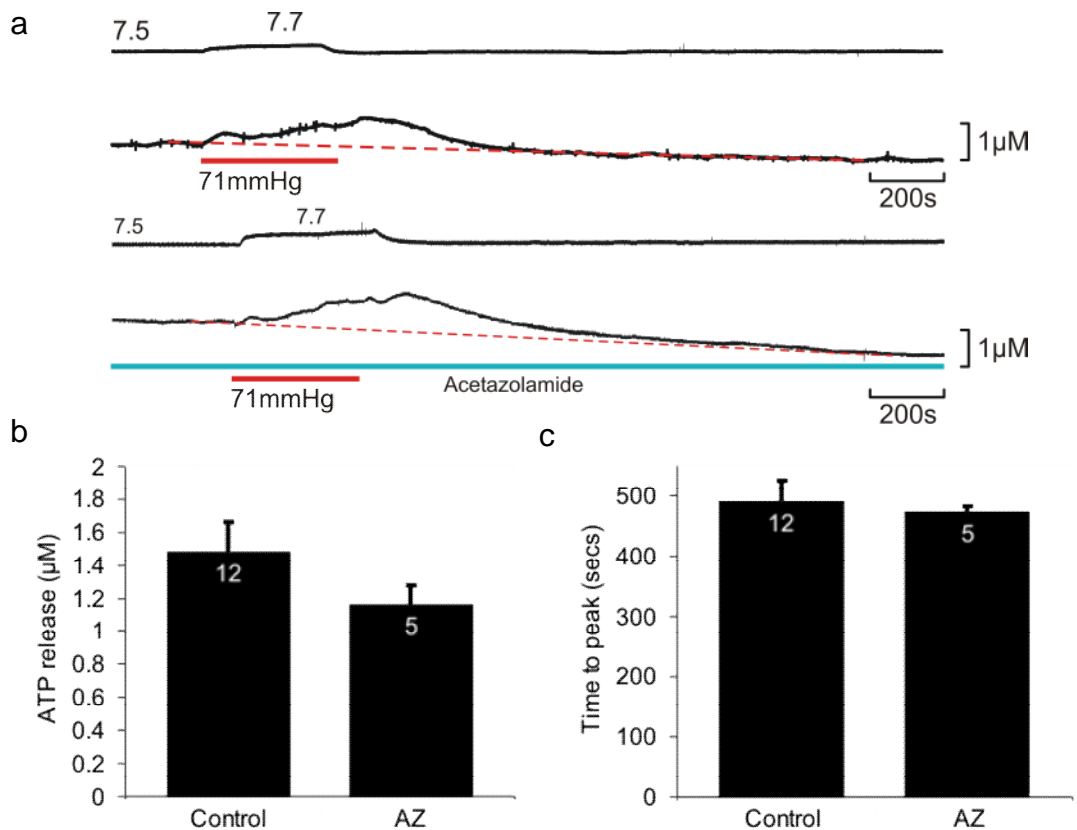 a
7.5
7.7
1µM
71mmHg
200s
7.5
7.7
1µM
71mmHg
Acetazolamide
200s
b
2
1.8
1.6
1.4
1.2
1
0.8
0.6
0.4
0.2
0
ATP release (µM)
12
5
Control
AZ
c
500
400
300
200
100
0
Time to peak (secs)
12
5
Control
AZ